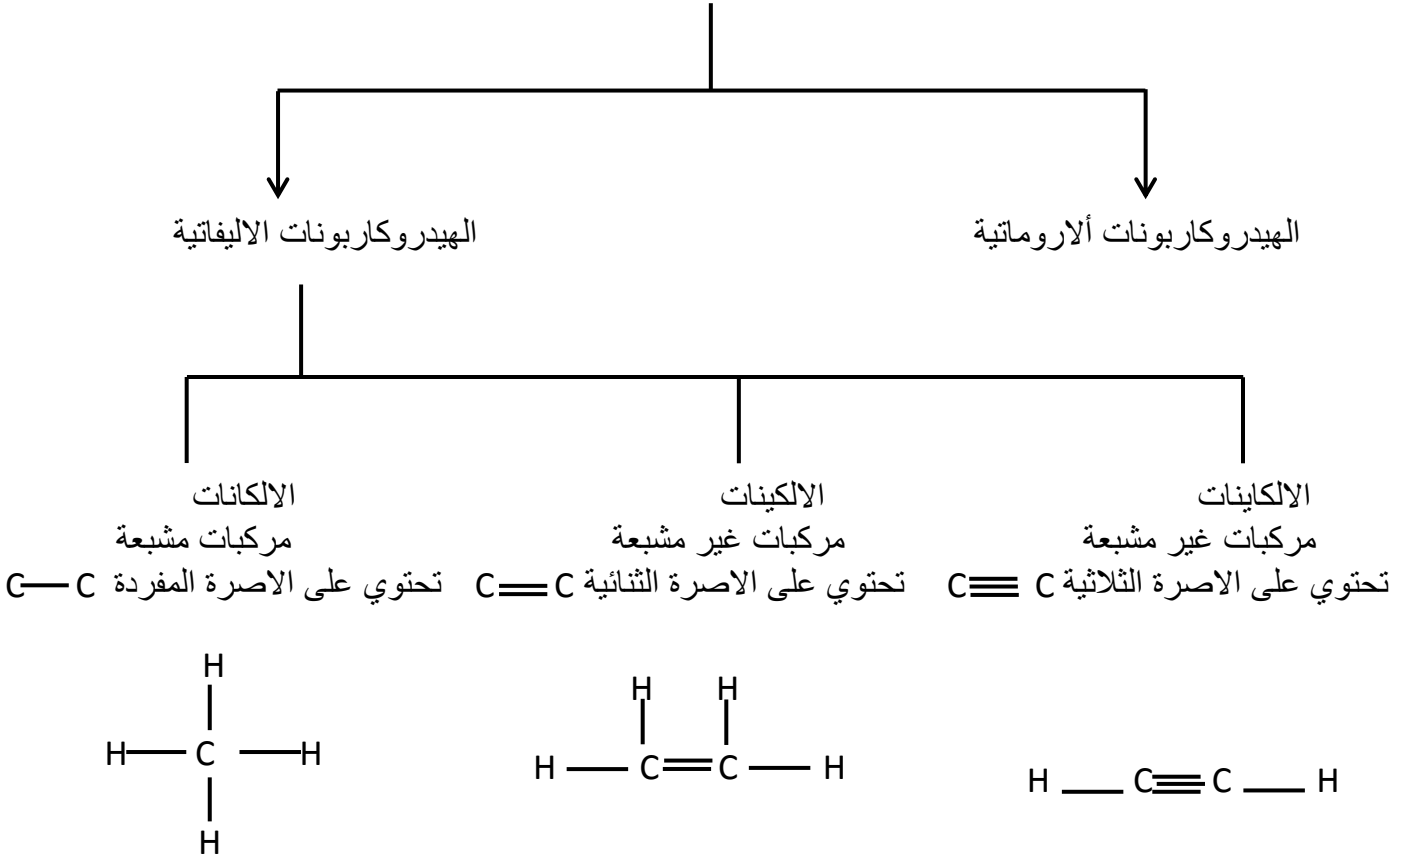 الهيدروكاربونات ألاروماتية
الهيدروكاربونات الاليفاتية
الالكاينات
مركبات غير مشبعة
تحتوي على الاصرة الثلاثية C≡C
الالكينات
مركبات غير مشبعة
تحتوي على الاصرة الثنائية C=C
الالكانات
مركبات مشبعة
تحتوي على الاصرة المفردة C—C
H
H—C—H
H
H H
H—C=C—H
H—C≡C—H